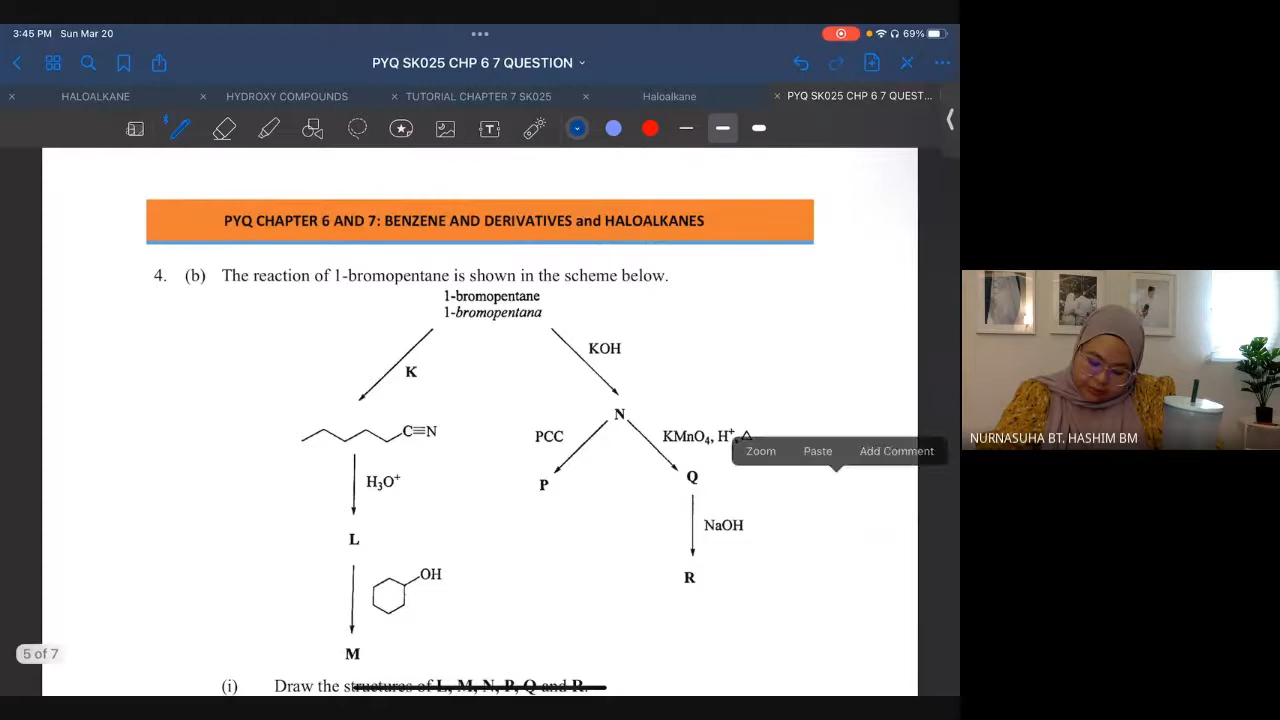 3:45 PM Sun Mar 20
69%
PYQ SK025 CHP 6 7 QUESTION
HALOALKANE
HYDROXY COMPOUNDS
TUTORIAL CHAPTER 7 SK025
Haloalkane
PYQ SK025 CHP 6 7 QUEST...
PYQ CHAPTER 6 AND 7: BENZENE AND DERIVATIVES and HALOALKANES
4. (b) The reaction of 1-bromopentane is shown in the scheme below.
1-bromopentane
1-bromopentana
KOH
K
N
C≡N
PCC
KMnO₄, H⁺, △
Zoom Paste Add Comment
H₃O⁺
P
Q
NaOH
L
OH
R
M
5 of 7
(i) Draw the structures of L, M, N, P, Q and R.
NURNASUHA BT. HASHIM BM